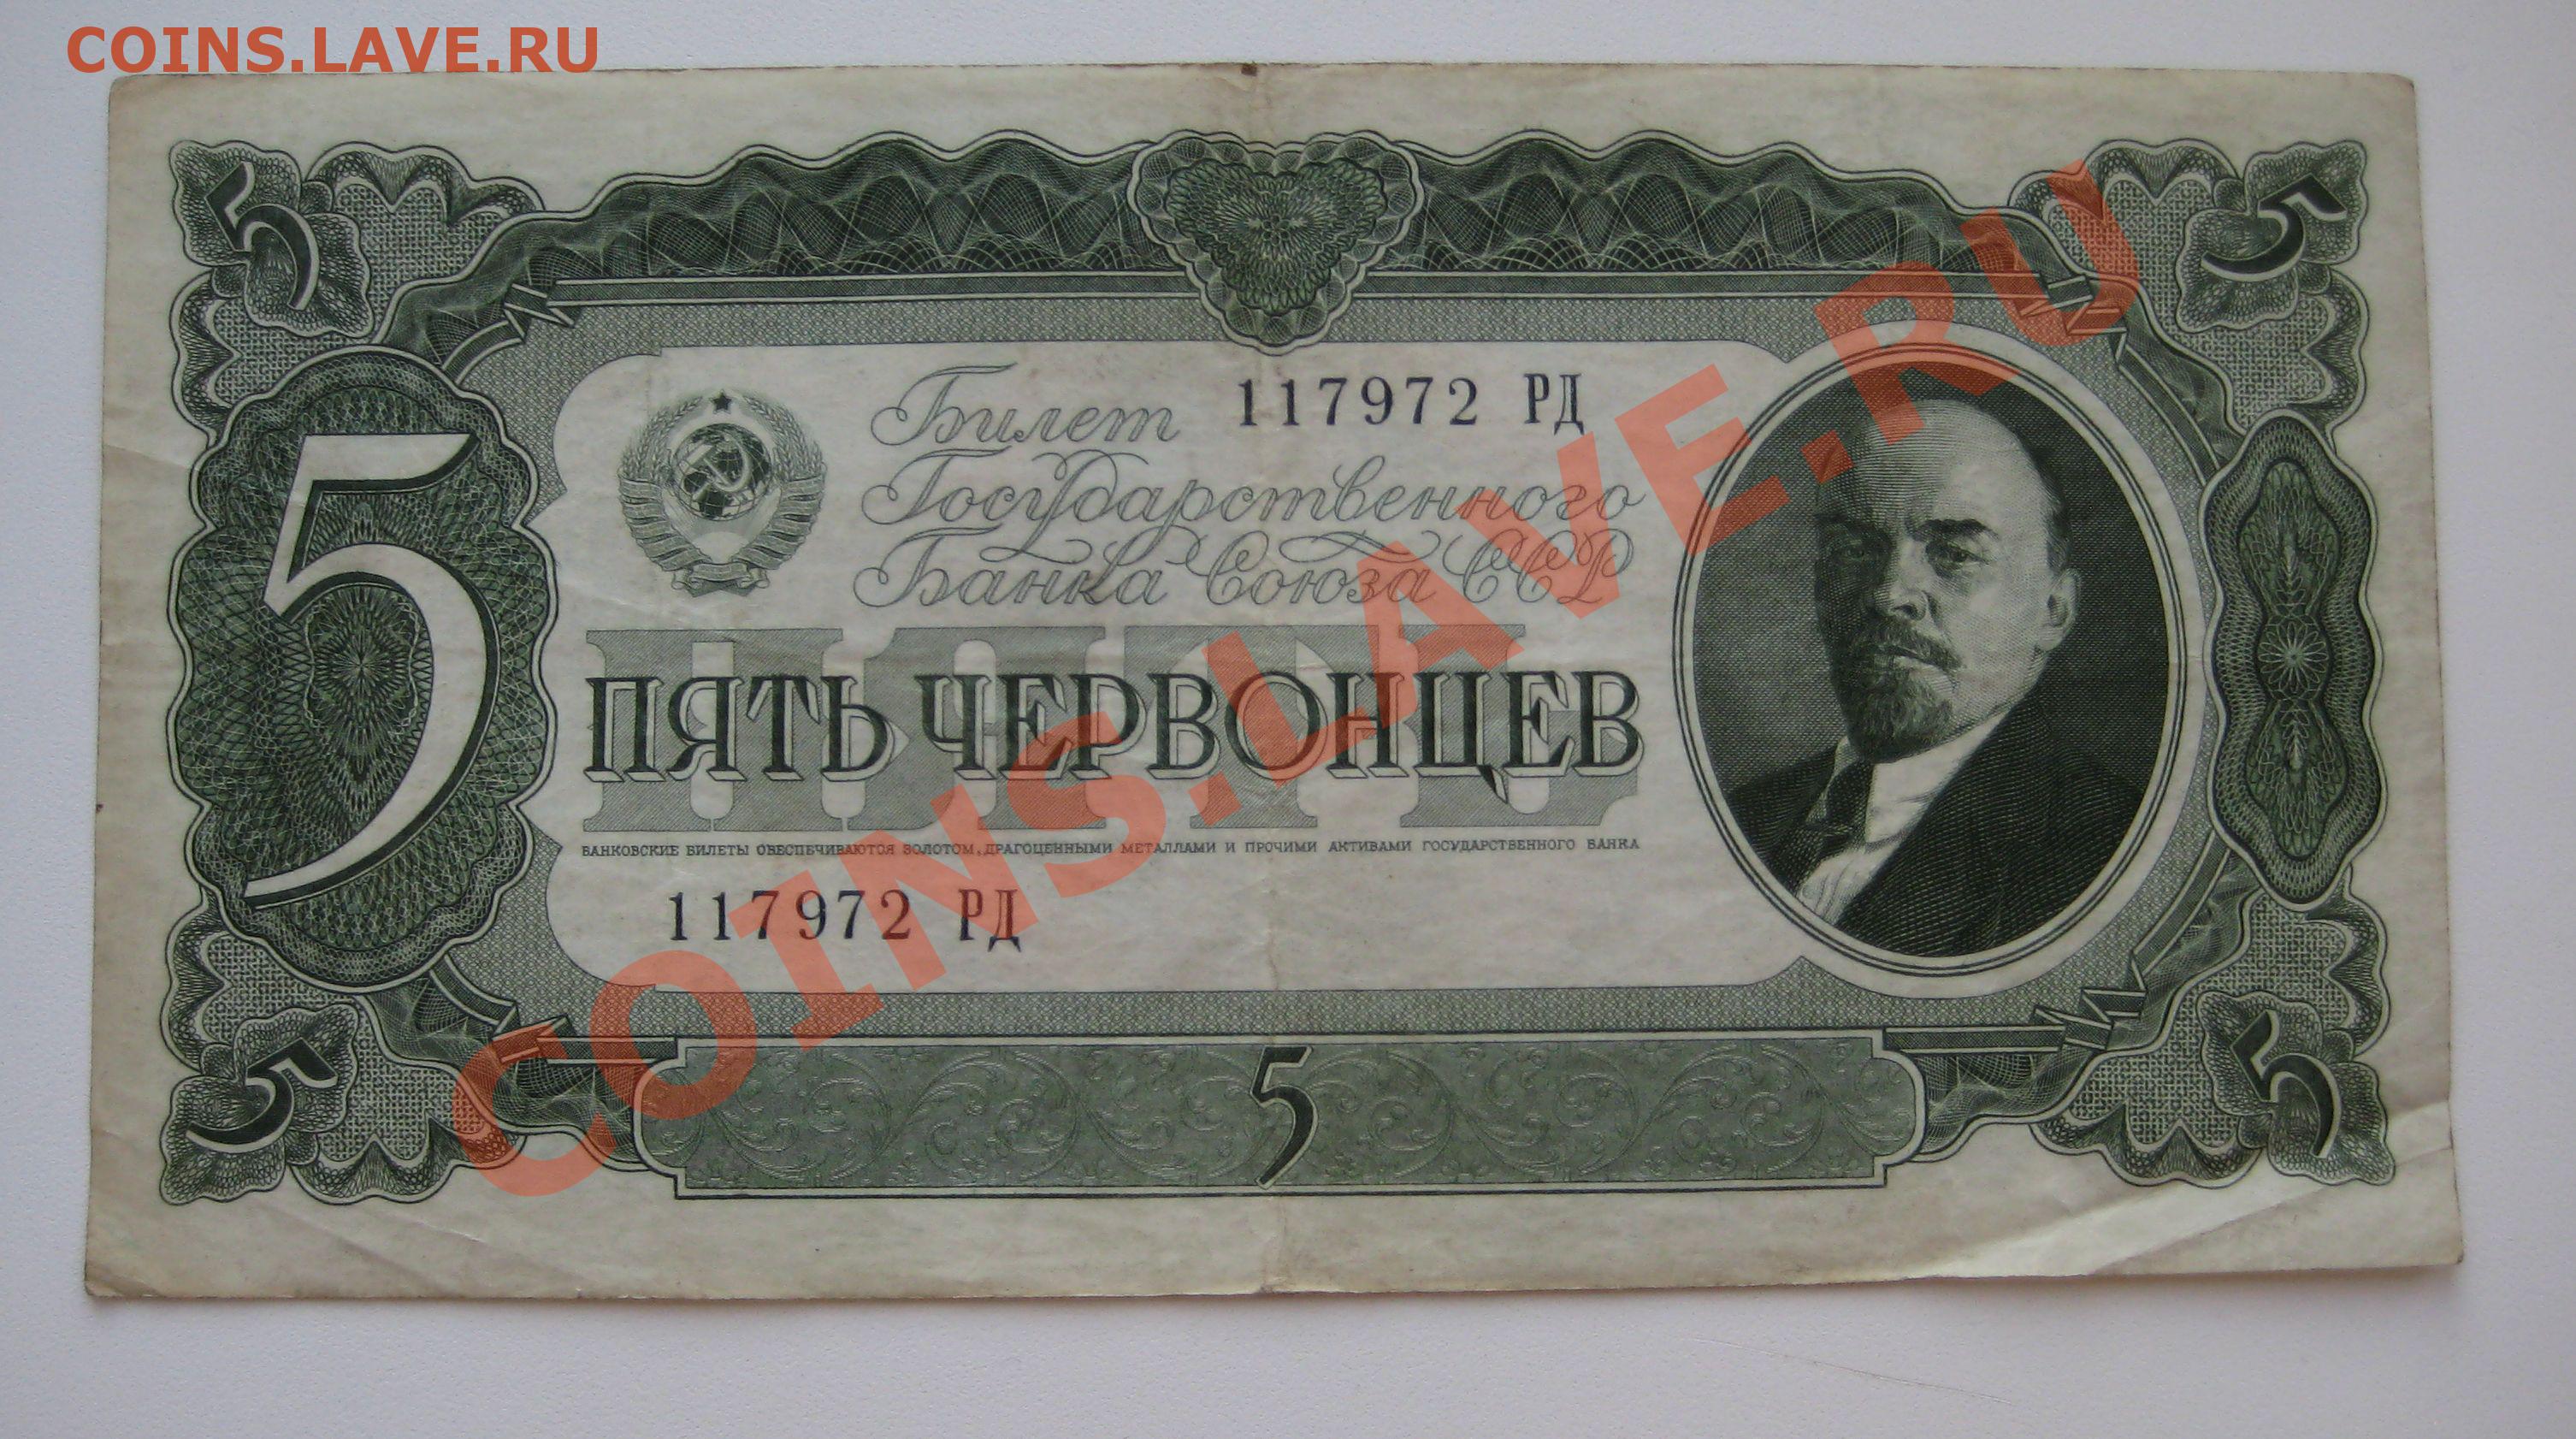 COINS.LAVE.RU
5
5
Билет 117972 РД
Государственного
Банка Союза ССР
5
ПЯТЬ
ПЯТЬ ЧЕРВОНЦЕВ
БАНКОВСКИЕ БИЛЕТЫ ОБЕСПЕЧИВАЮТСЯ ЗОЛОТОМ, ДРАГОЦЕННЫМИ МЕТАЛЛАМИ И ПРОЧИМИ АКТИВАМИ ГОСУДАРСТВЕННОГО БАНКА
117972 РД
5
5
5
COINS.LAVE.RU